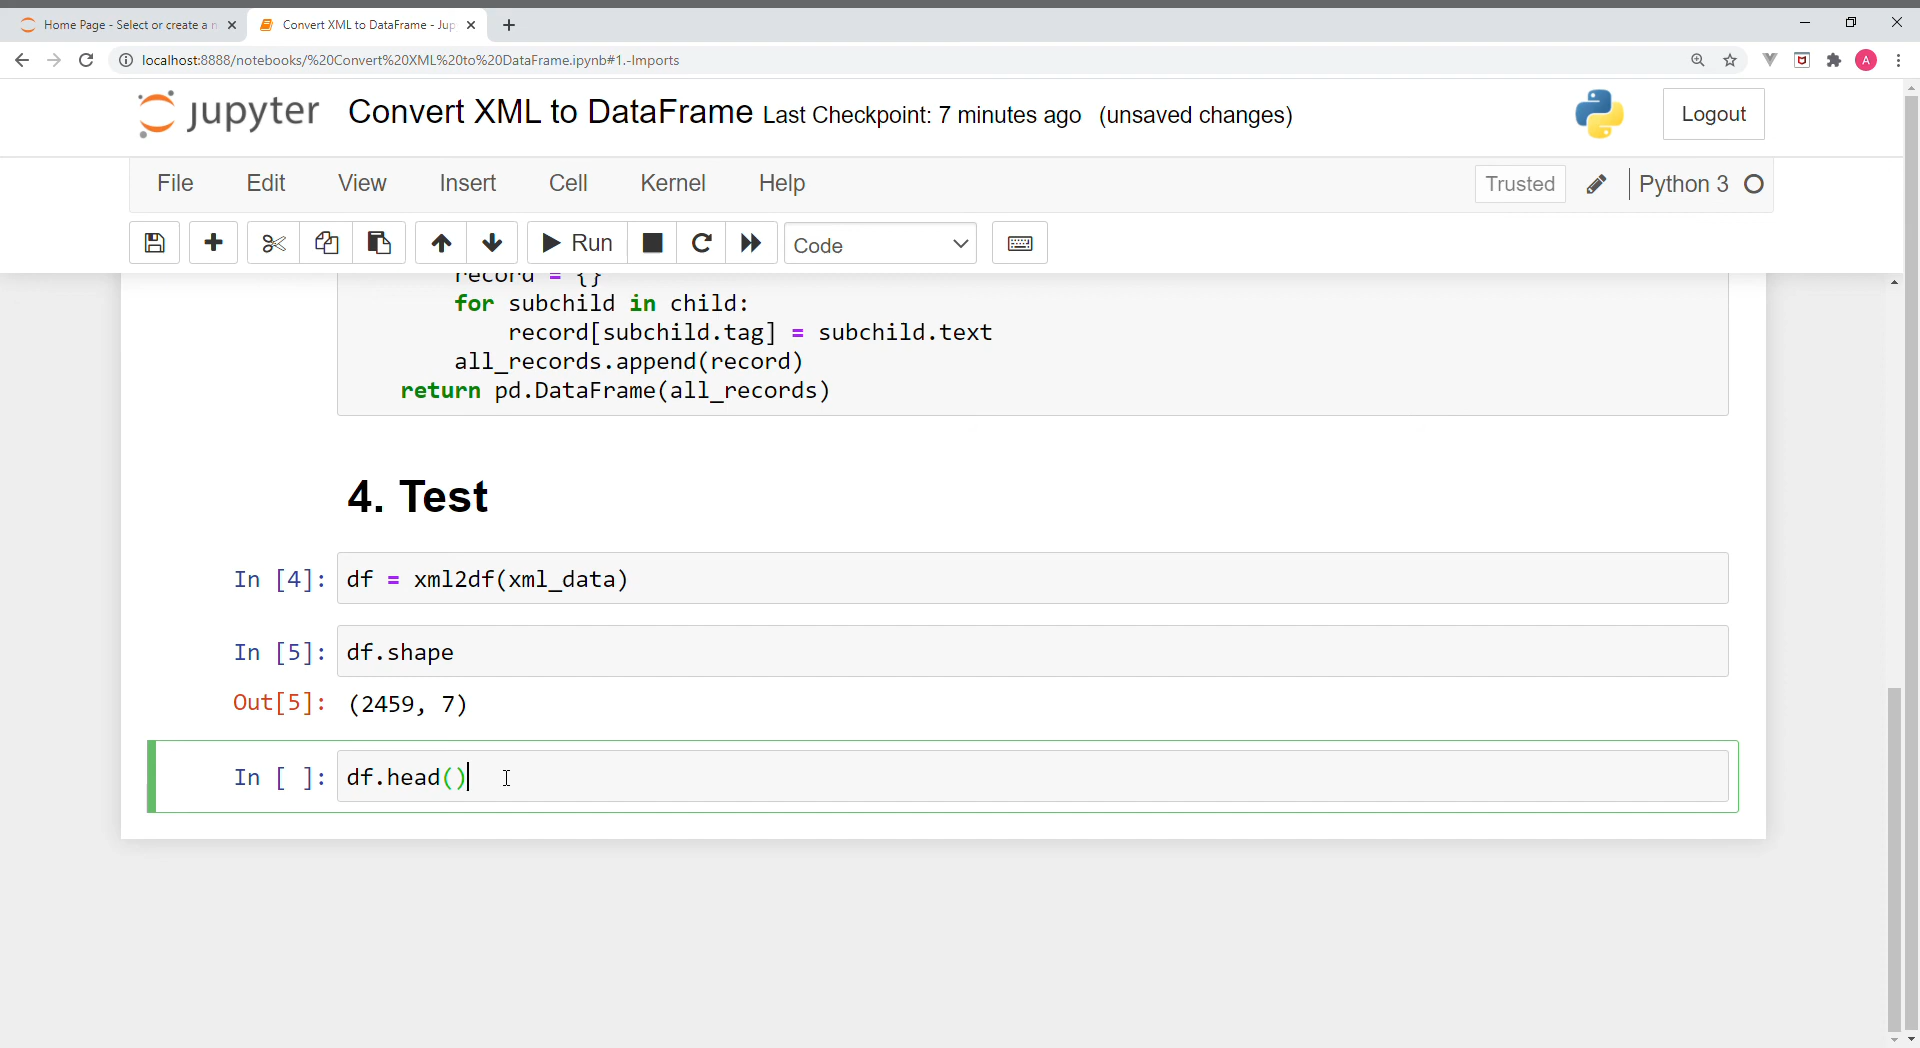 Home Page - Select or create a n
Convert XML to DataFrame - Jup
localhost:8888/notebooks/%20Convert%20XML%20to%20DataFrame.ipynb#1.-Imports
A
jupyter
Convert XML to DataFrame Last Checkpoint: 7 minutes ago (unsaved changes)
Logout
File Edit View Insert Cell Kernel Help
Trusted
Python 3
Run
Code
record = {}
for subchild in child:
record[subchild.tag] = subchild.text
all_records.append(record)
return pd.DataFrame(all_records)
4. Test
In [4]: df = xml2df(xml_data)
In [5]: df.shape
Out[5]: (2459, 7)
In [ ]: df.head()